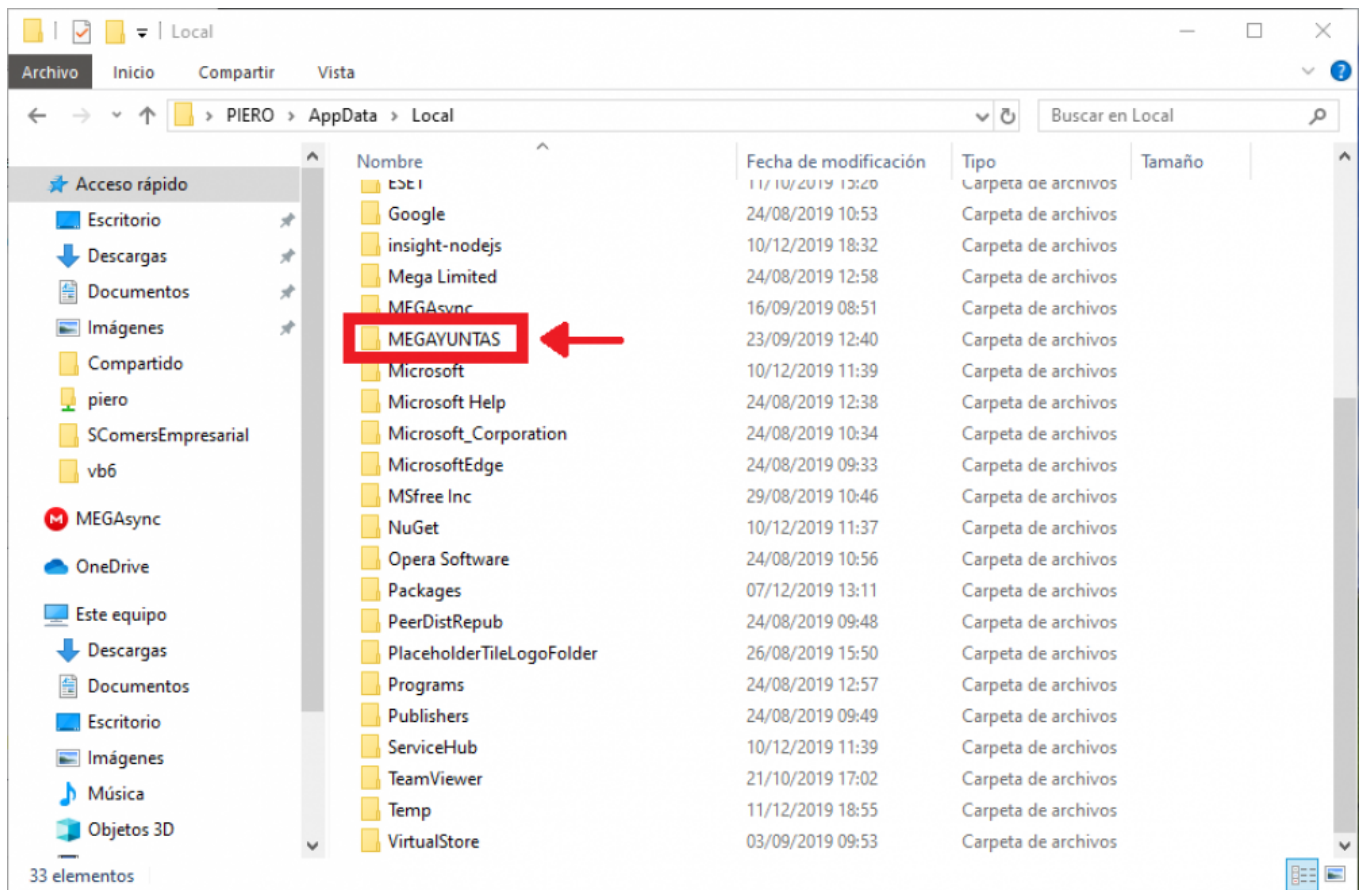 Local
Archivo Inicio Compartir Vista
PIERO > AppData > Local
Buscar en Local
Acceso rápido
Escritorio
Descargas
Documentos
Imágenes
Compartido
piero
SComersEmpresarial
vb6
MEGAsync
OneDrive
Este equipo
Descargas
Documentos
Escritorio
Imágenes
Música
Objetos 3D
Nombre Fecha de modificación Tipo Tamaño
ESET 11/10/2019 15:26 Carpeta de archivos
Google 24/08/2019 10:53 Carpeta de archivos
insight-nodejs 10/12/2019 18:32 Carpeta de archivos
Mega Limited 24/08/2019 12:58 Carpeta de archivos
MEGAsync 16/09/2019 08:51 Carpeta de archivos
MEGAYUNTAS 23/09/2019 12:40 Carpeta de archivos
Microsoft 10/12/2019 11:39 Carpeta de archivos
Microsoft Help 24/08/2019 12:38 Carpeta de archivos
Microsoft_Corporation 24/08/2019 10:34 Carpeta de archivos
MicrosoftEdge 24/08/2019 09:33 Carpeta de archivos
MSfree Inc 29/08/2019 10:46 Carpeta de archivos
NuGet 10/12/2019 11:37 Carpeta de archivos
Opera Software 24/08/2019 10:56 Carpeta de archivos
Packages 07/12/2019 13:11 Carpeta de archivos
PeerDistRepub 24/08/2019 09:48 Carpeta de archivos
PlaceholderTileLogoFolder 26/08/2019 15:50 Carpeta de archivos
Programs 24/08/2019 12:57 Carpeta de archivos
Publishers 24/08/2019 09:49 Carpeta de archivos
ServiceHub 10/12/2019 11:39 Carpeta de archivos
TeamViewer 21/10/2019 17:02 Carpeta de archivos
Temp 11/12/2019 18:55 Carpeta de archivos
VirtualStore 03/09/2019 09:53 Carpeta de archivos
33 elementos